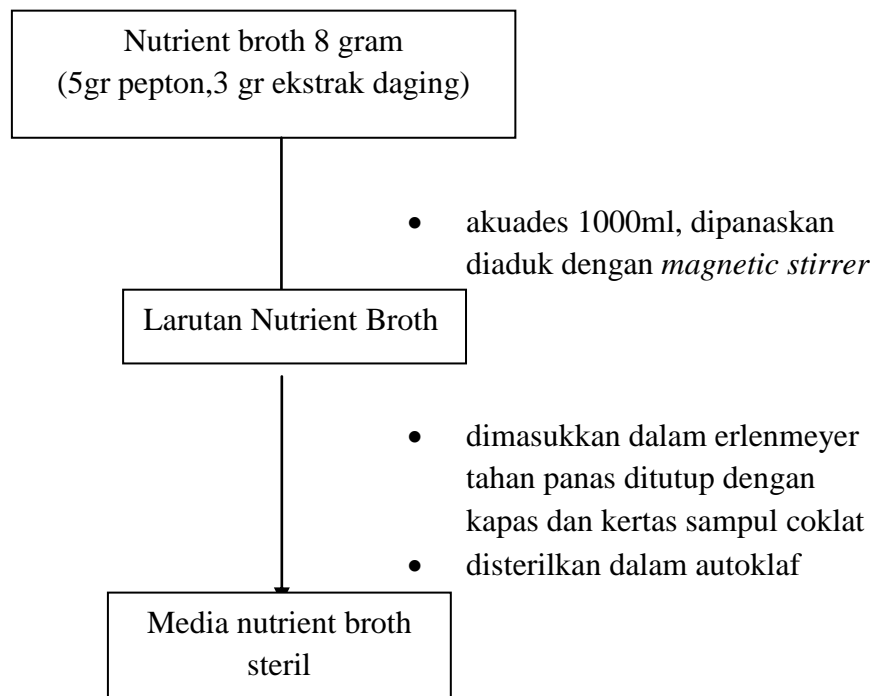 Nutrient broth 8 gram
(5gr pepton,3 gr ekstrak daging)
• akuades 1000ml, dipanaskan
diaduk dengan magnetic stirrer
Larutan Nutrient Broth
• dimasukkan dalam erlenmeyer
tahan panas ditutup dengan
kapas dan kertas sampul coklat
• disterilkan dalam autoklaf
Media nutrient broth
steril